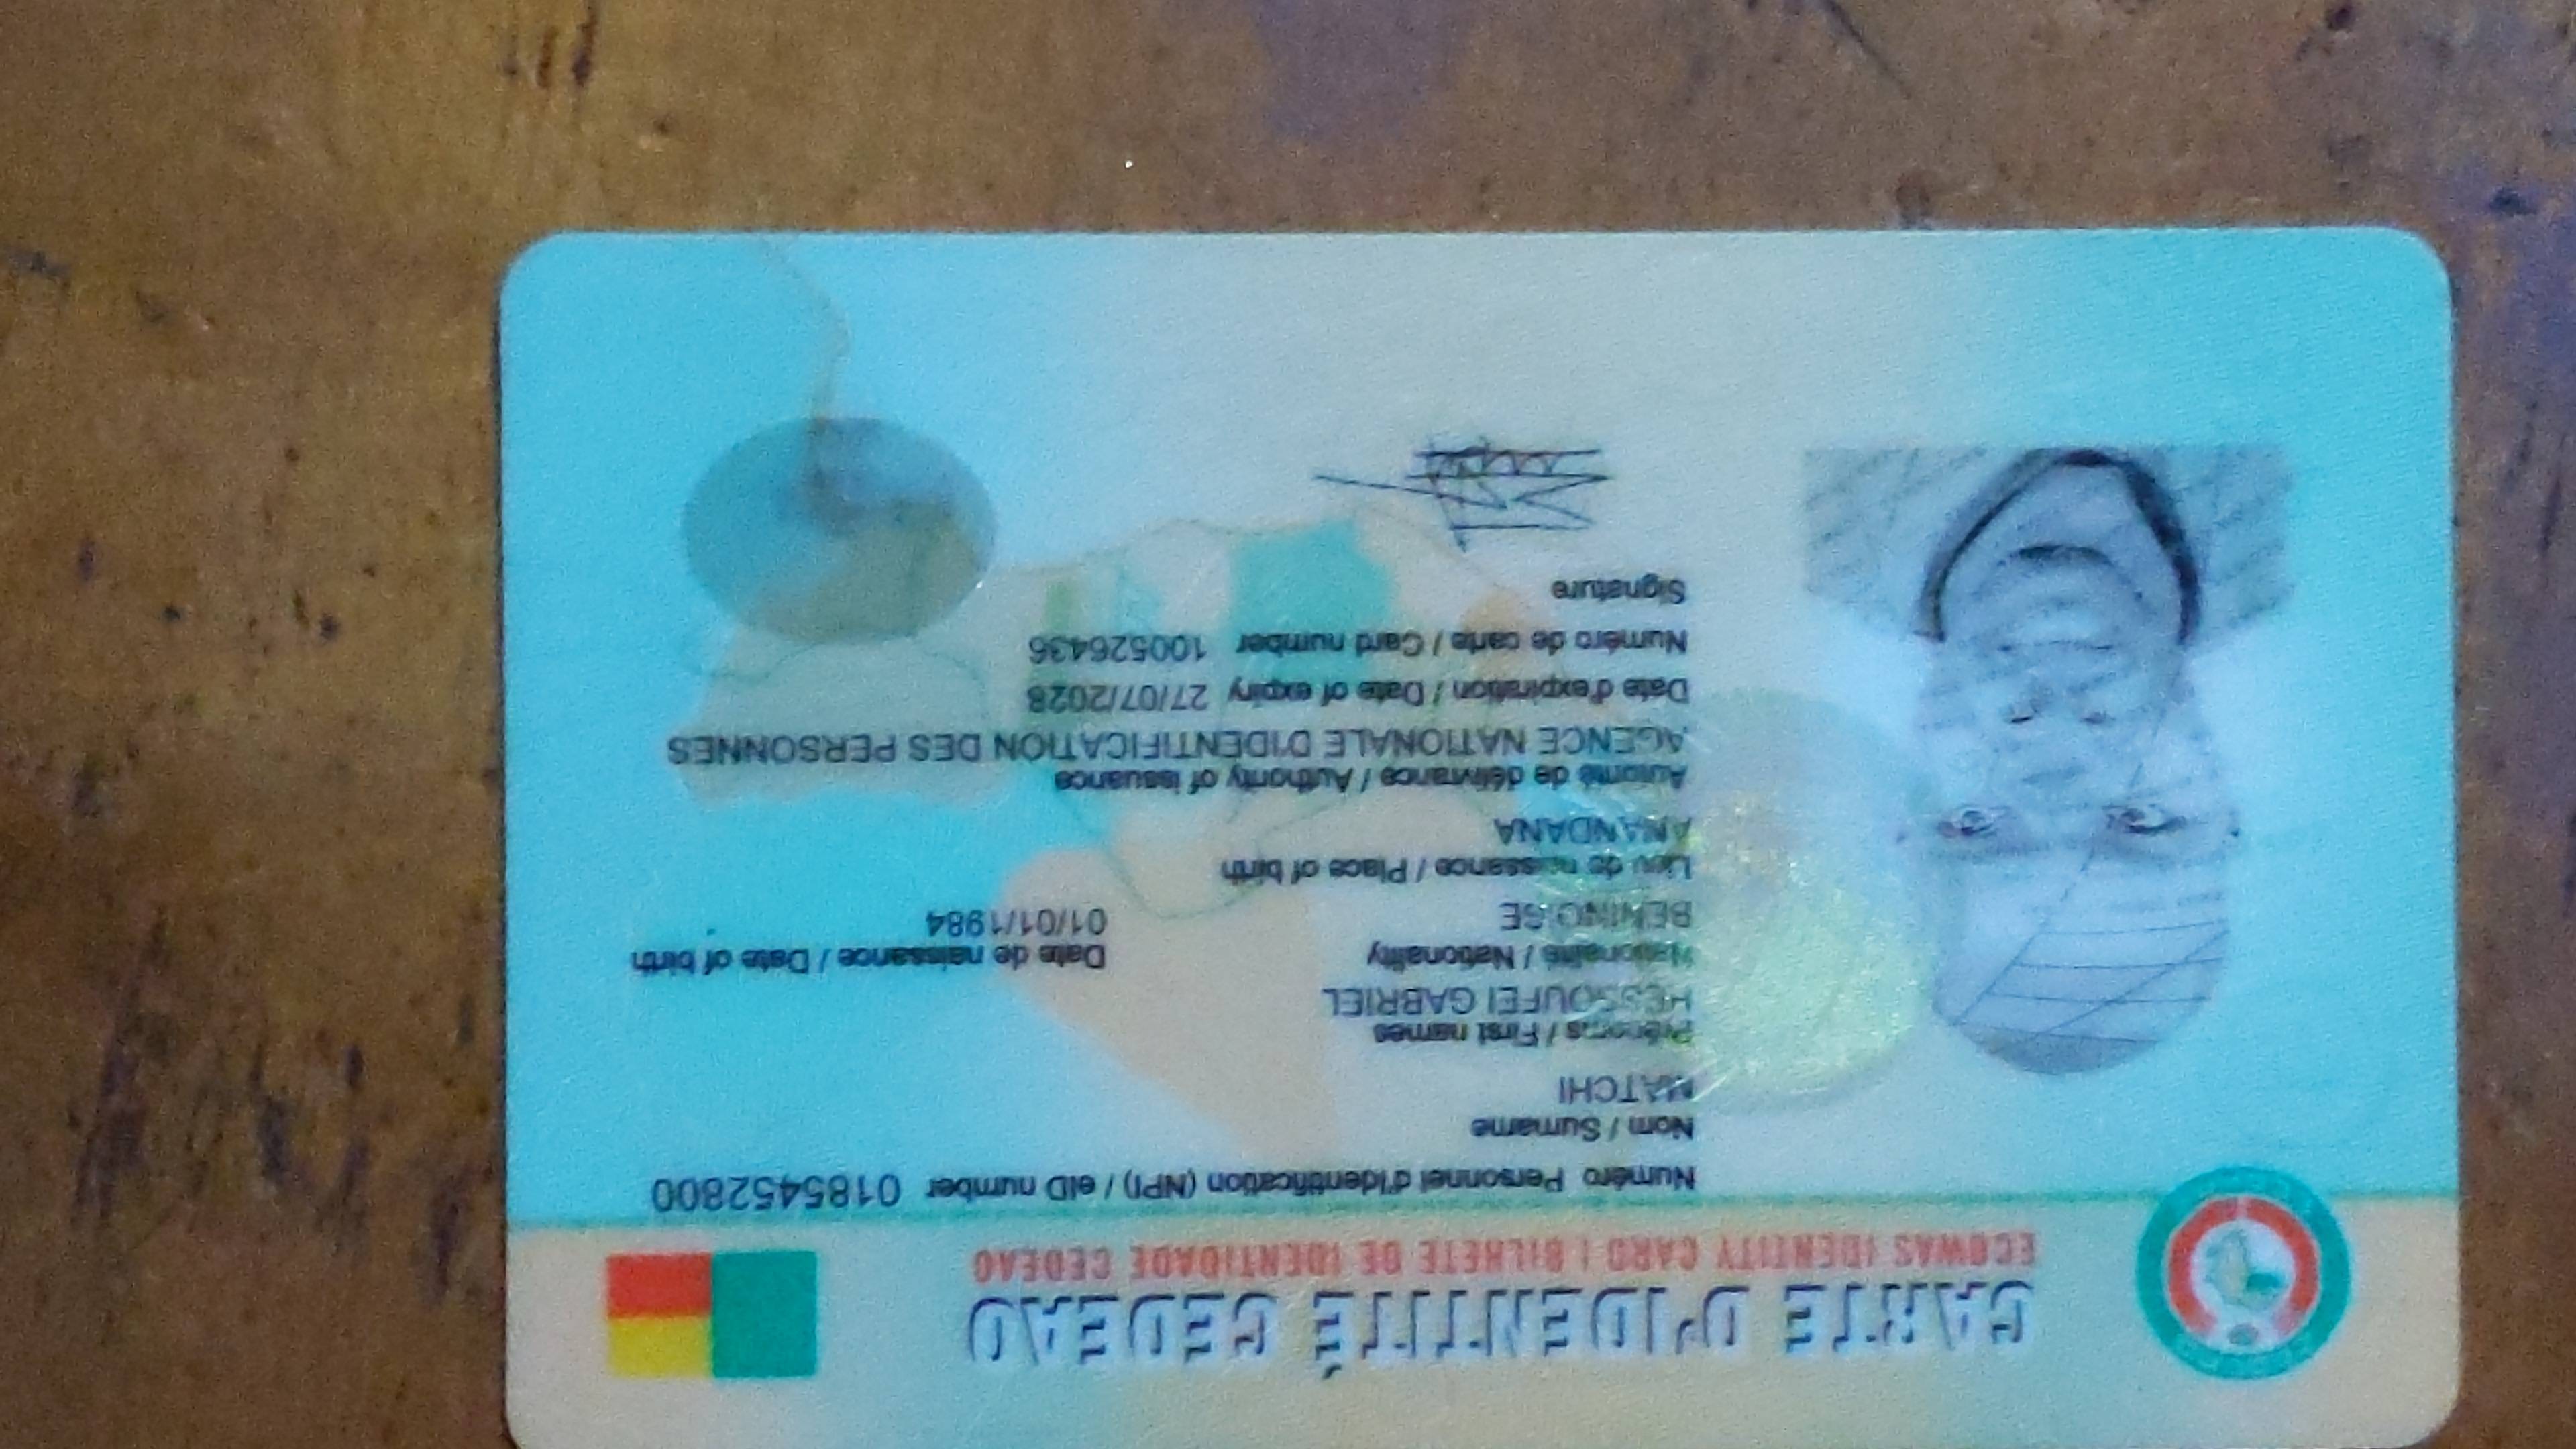 CARTE D'IDENTITÉ CEDEAO
ECOWAS IDENTITY CARD | BILHETE DE IDENTIDADE CEDEAO
Numéro Personnel d'Identification (NPI) / eID number 0185452800
Nom / Surname
MATCHI
Prénoms / First names
HESSOUFEI GABRIEL
Nationalité / Nationality
BENINOISE
Date de naissance / Date of birth
01/01/1984
Lieu de naissance / Place of birth
ANANDANA
Autorité de délivrance / Authority of issuance
AGENCE NATIONALE D'IDENTIFICATION DES PERSONNES
Date d'expiration / Date of expiry 27/07/2028
Numéro de carte / Card number 100526436
Signature